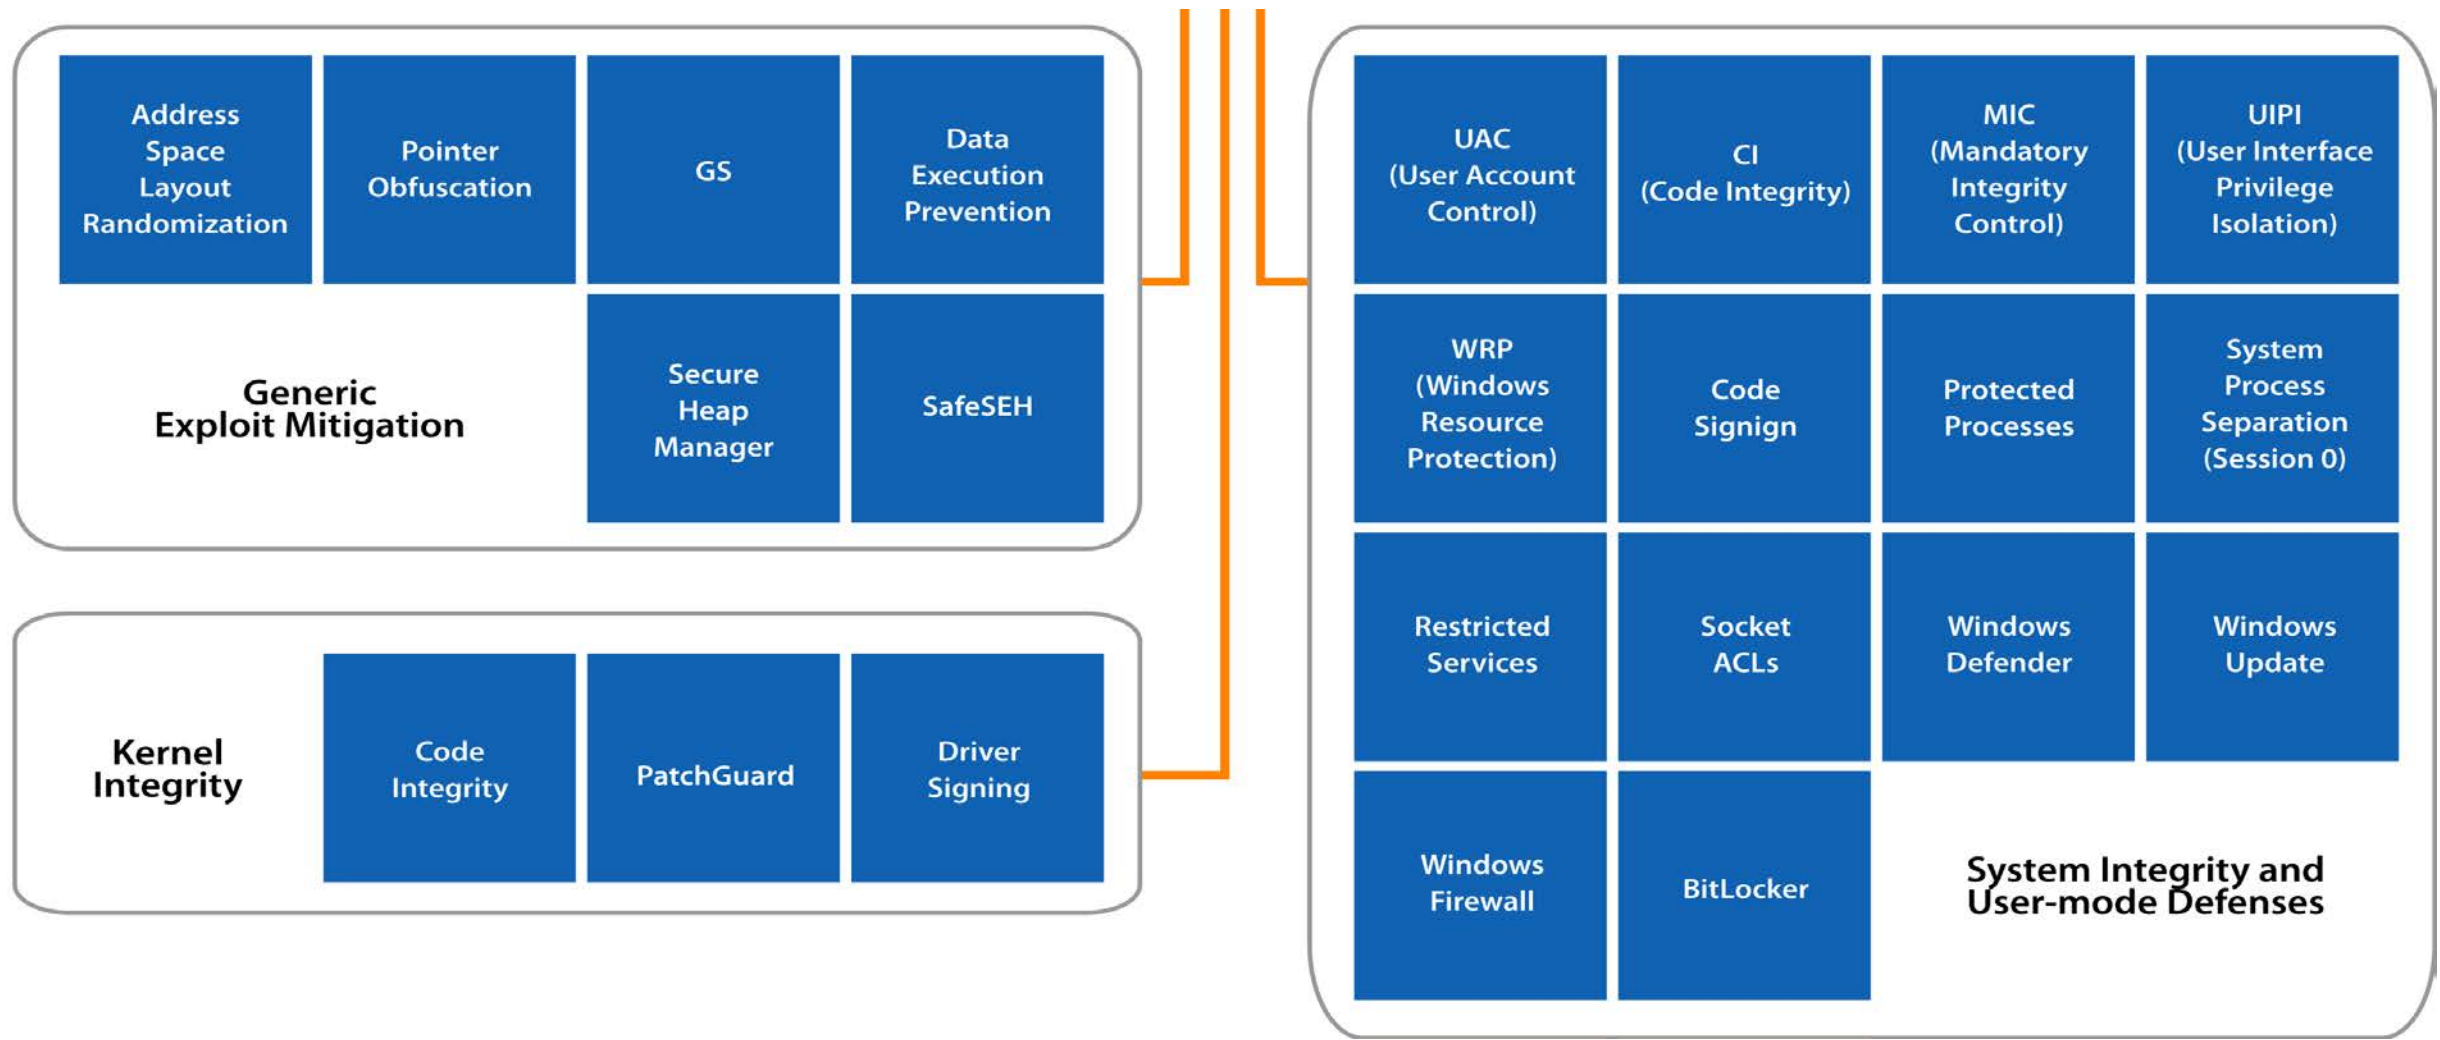 Address
Space
Layout
Randomization
Pointer
Obfuscation
GS
Data
Execution
Prevention
Generic
Exploit Mitigation
Secure
Heap
Manager
SafeSEH
Kernel
Integrity
Code
Integrity
PatchGuard
Driver
Signing
UAC
(User Account
Control)
CI
(Code Integrity)
MIC
(Mandatory
Integrity
Control)
UIPI
(User Interface
Privilege
Isolation)
WRP
(Windows
Resource
Protection)
Code
Signign
Protected
Processes
System
Process
Separation
(Session 0)
Restricted
Services
Socket
ACLs
Windows
Defender
Windows
Update
Windows
Firewall
BitLocker
System Integrity and
User-mode Defenses